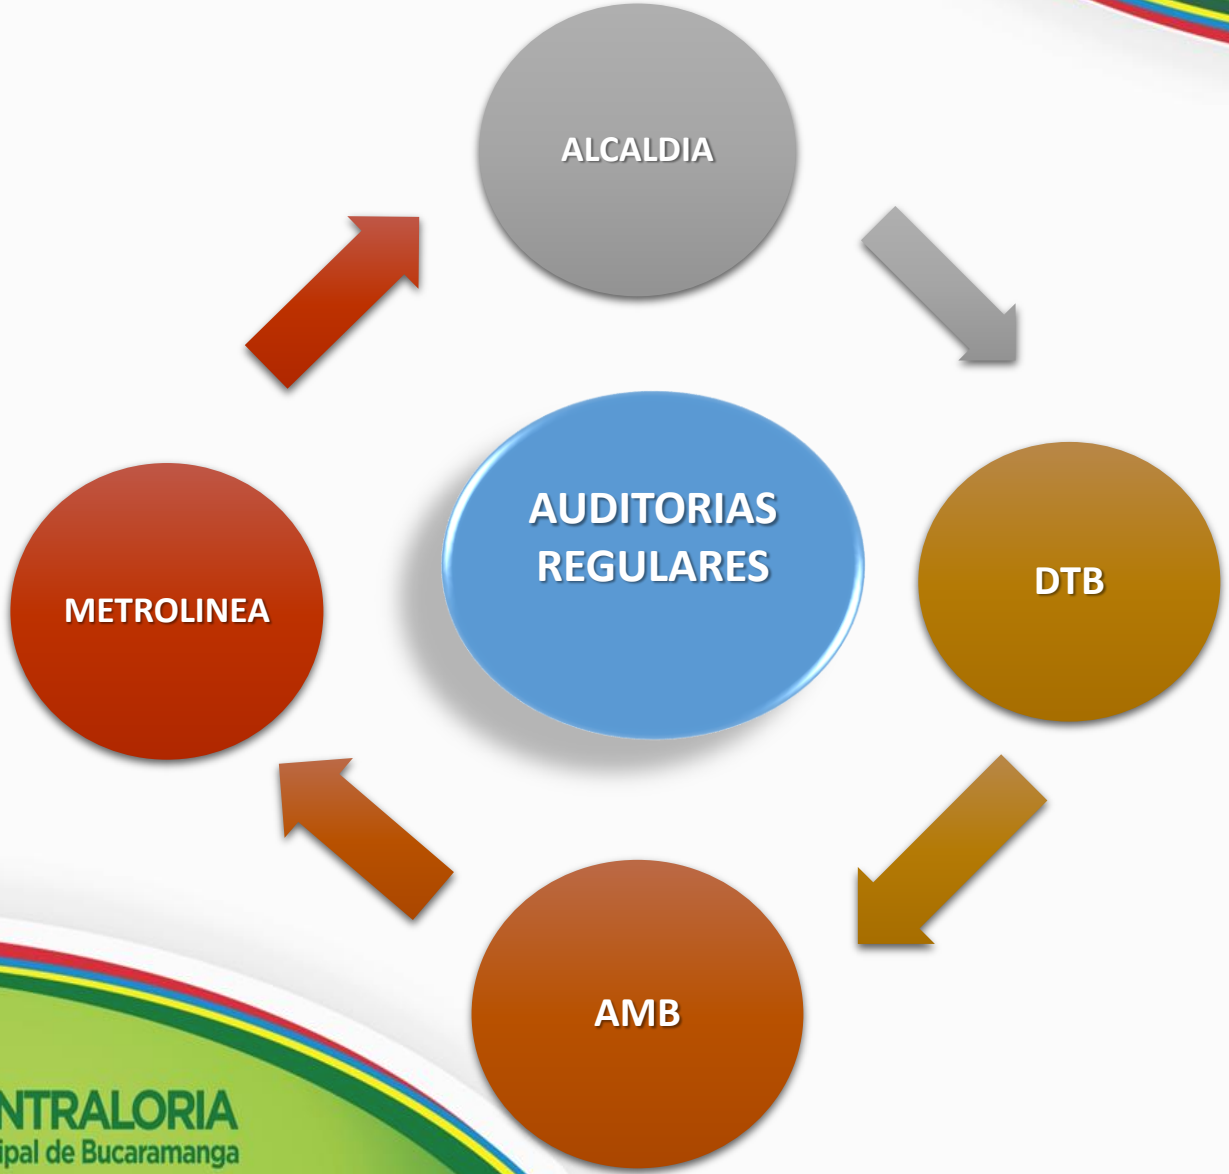 ALCALDIA
AUDITORIAS
REGULARES
DTB
METROLINEA
AMB
NTRALORIA
ipal de Bucaramanga